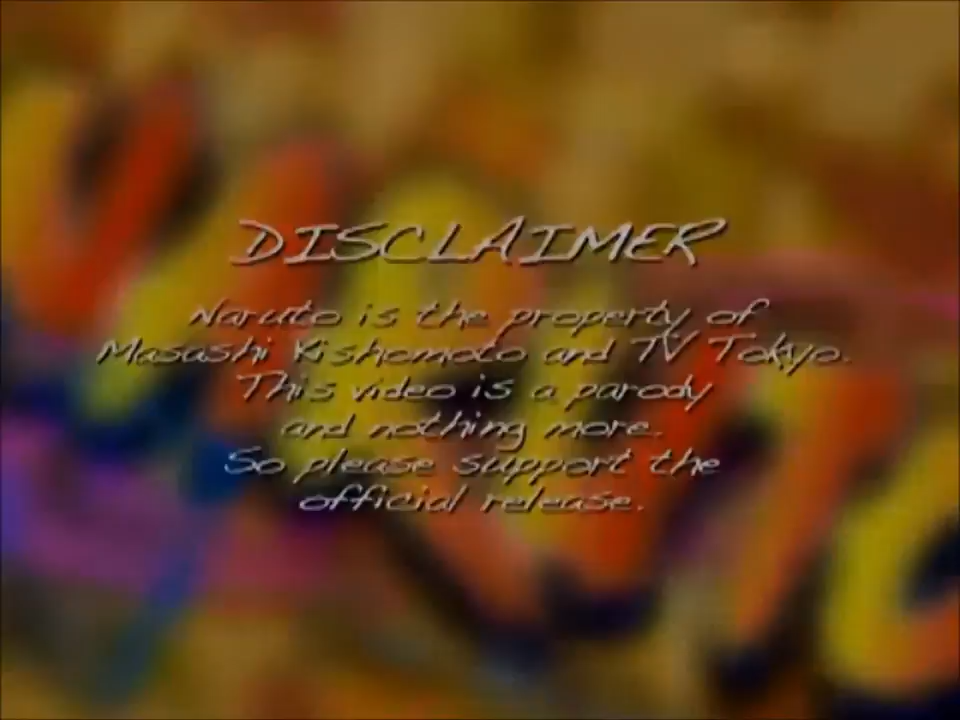 DISCLAIMER
Naruto is the property of
Masashi Kishomoto and TV Tokyo.
This video is a parody
and nothing more.
So please support the
official release.